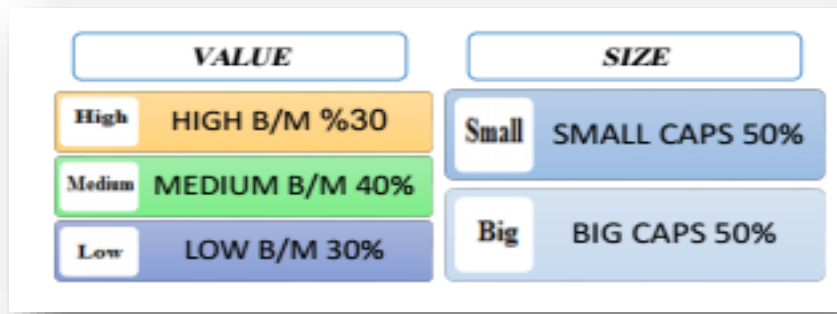 VALUE
High HIGH B/M %30
Medium MEDIUM B/M 40%
Low LOW B/M 30%
SIZE
Small SMALL CAPS 50%
Big BIG CAPS 50%